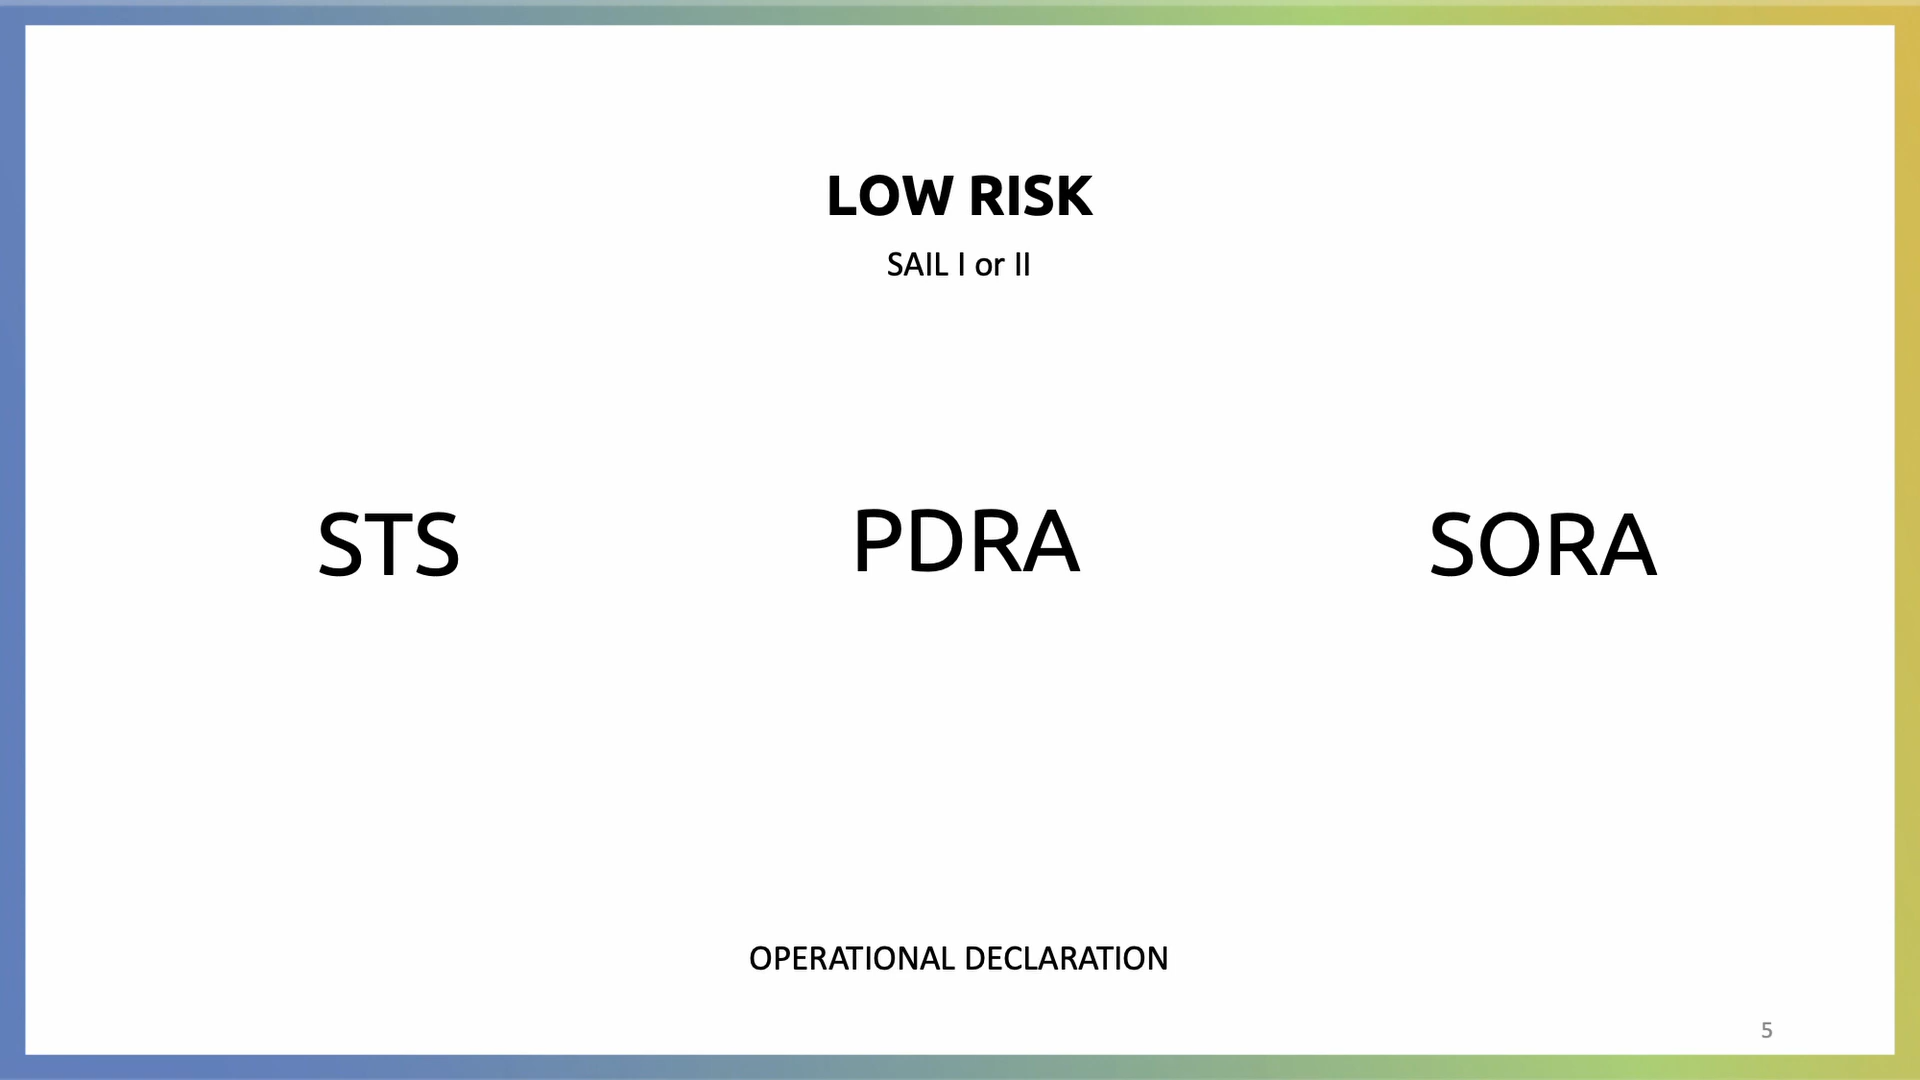 LOW RISK
SAIL I or II
STS
PDRA
SORA
OPERATIONAL DECLARATION
5